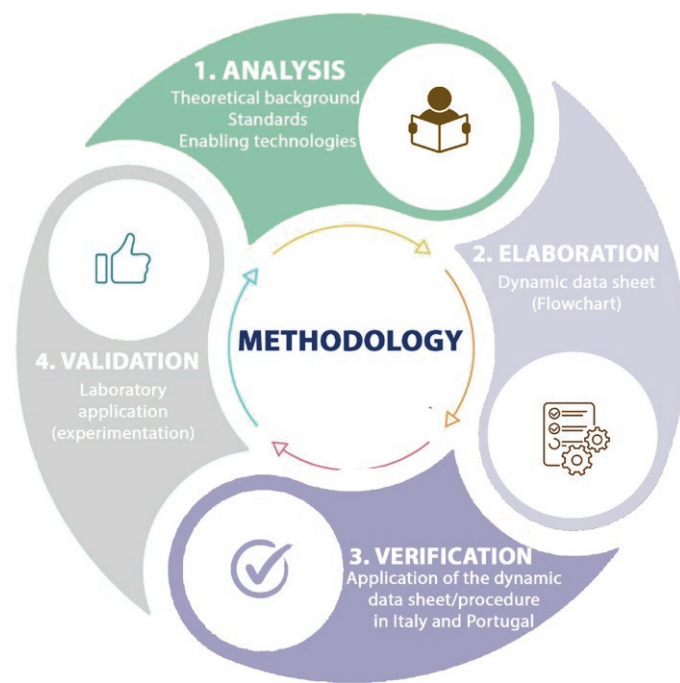 1. ANALYSIS
Theoretical background
Standards
Enabling technologies
2. ELABORATION
Dynamic data sheet
(Flowchart)
METHODOLOGY
3. VERIFICATION
Application of the dynamic
data sheet/procedure
in Italy and Portugal
4. VALIDATION
Laboratory
application
(experimentation)